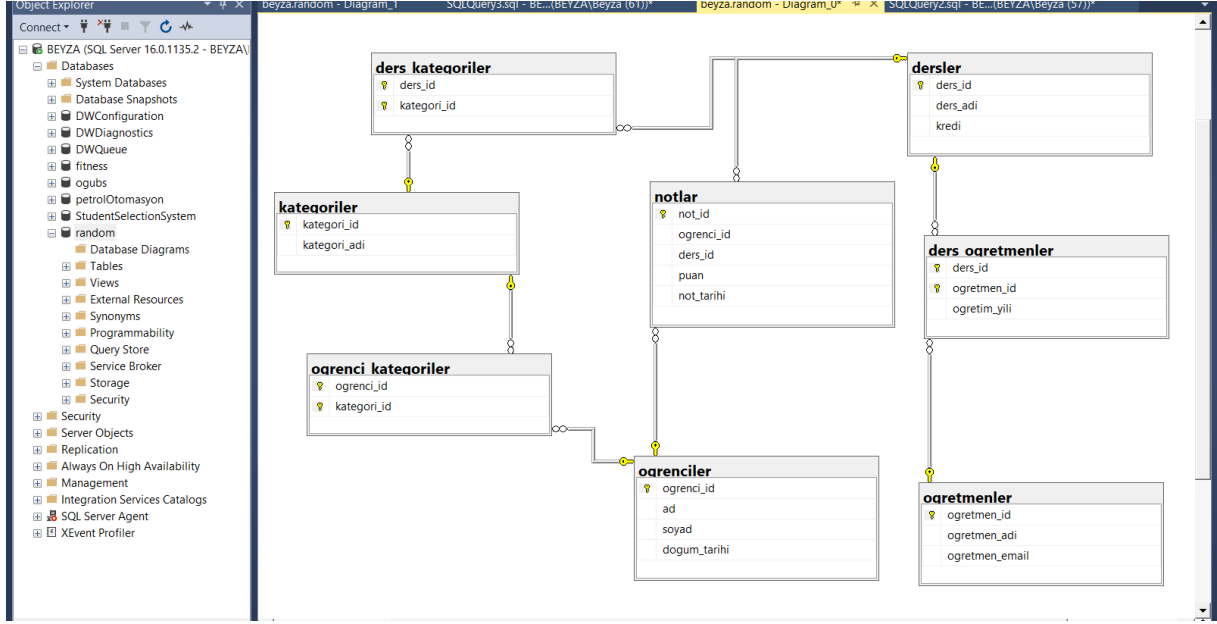 Object Explorer
beyza.random - Diagram_1
SQLQuery3.sql - BE...(BEYZA\Beyza (61))*
beyza.random - Diagram_0*
SQLQuery2.sql - BE...(BEYZA\Beyza (57))*
Connect
BEYZA (SQL Server 16.0.1135.2 - BEYZA\
Databases
System Databases
Database Snapshots
DWConfiguration
DWDiagnostics
DWQueue
fitness
ogubs
petrolOtomasyon
StudentSelectionSystem
random
Database Diagrams
Tables
Views
External Resources
Synonyms
Programmability
Query Store
Service Broker
Storage
Security
Security
Server Objects
Replication
Always On High Availability
Management
Integration Services Catalogs
SQL Server Agent
XEvent Profiler
ders_kategoriler
ders_id
kategori_id
dersler
ders_id
ders_adi
kredi
kategoriler
kategori_id
kategori_adi
notlar
not_id
ogrenci_id
ders_id
puan
not_tarihi
ders_ogretmenler
ders_id
ogretmen_id
ogretim_yili
ogrenci_kategoriler
ogrenci_id
kategori_id
ogrenciler
ogrenci_id
ad
soyad
dogum_tarihi
ogretmenler
ogretmen_id
ogretmen_adi
ogretmen_email